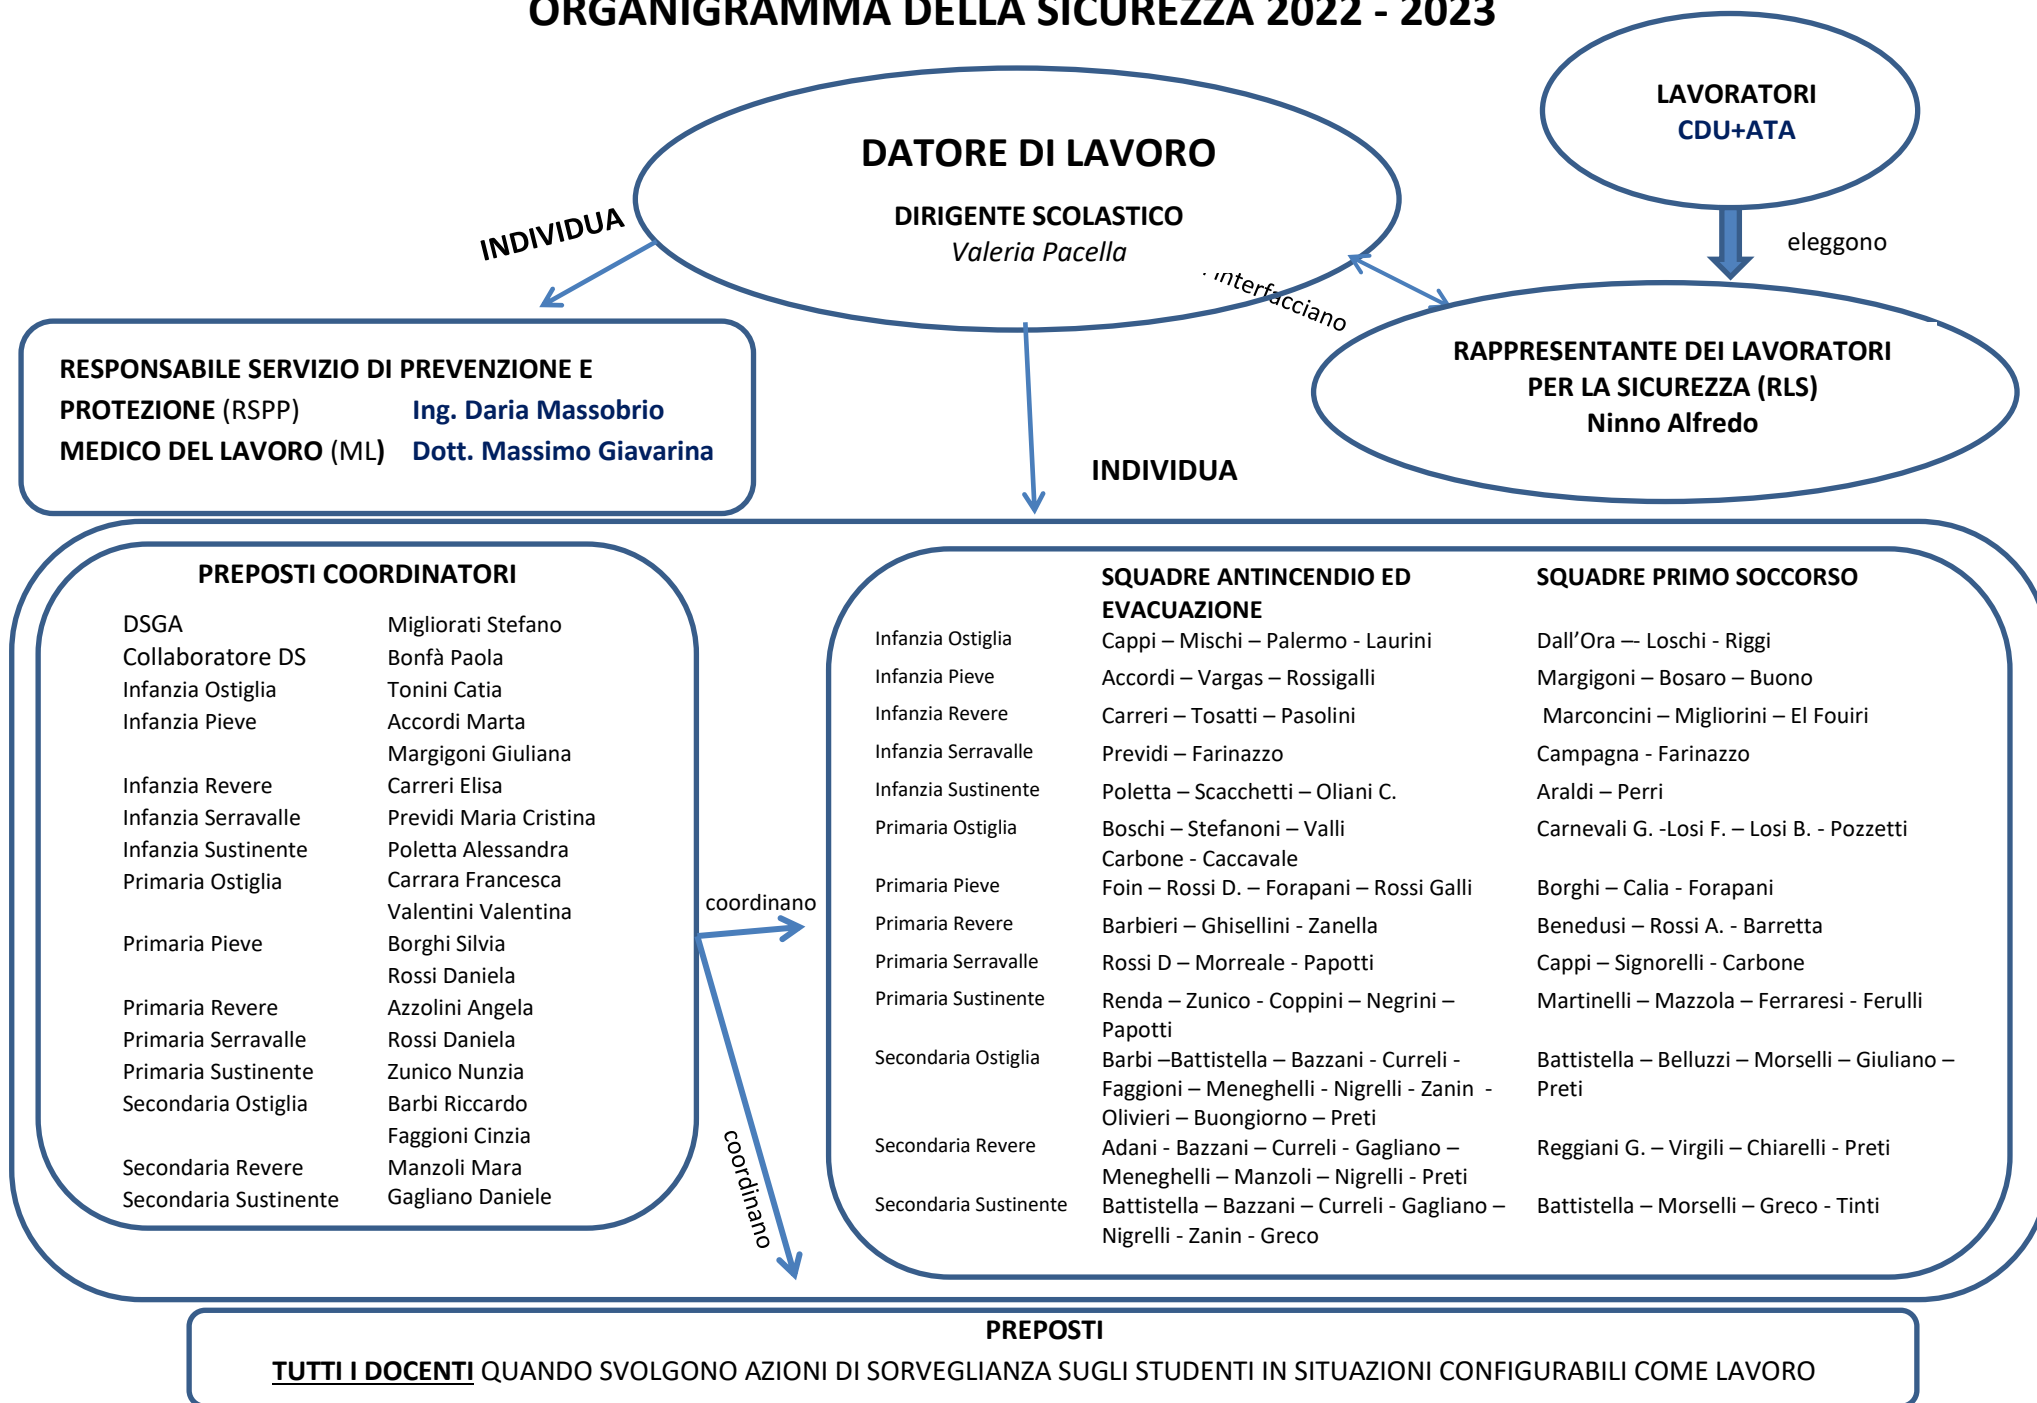 ORGANIGRAMMA DELLA SICUREZZA 2022 - 2023
LAVORATORI
CDU+ATA
DATORE DI LAVORO
DIRIGENTE SCOLASTICO
Valeria Pacella
INDIVIDUA
eleggono
interfacciano
RESPONSABILE SERVIZIO DI PREVENZIONE E
PROTEZIONE (RSPP) Ing. Daria Massobrio
MEDICO DEL LAVORO (ML) Dott. Massimo Giavarina
RAPPRESENTANTE DEI LAVORATORI
PER LA SICUREZZA (RLS)
Ninno Alfredo
INDIVIDUA
PREPOSTI COORDINATORI
DSGA Migliorati Stefano
Collaboratore DS Bonfà Paola
Infanzia Ostiglia Tonini Catia
Infanzia Pieve Accordi Marta
Margigoni Giuliana
Infanzia Revere Carreri Elisa
Infanzia Serravalle Previdi Maria Cristina
Infanzia Sustinente Poletta Alessandra
Primaria Ostiglia Carrara Francesca
Valentini Valentina
Primaria Pieve Borghi Silvia
Rossi Daniela
Primaria Revere Azzolini Angela
Primaria Serravalle Rossi Daniela
Primaria Sustinente Zunico Nunzia
Secondaria Ostiglia Barbi Riccardo
Faggioni Cinzia
Secondaria Revere Manzoli Mara
Secondaria Sustinente Gagliano Daniele
coordinano
coordinano
SQUADRE ANTINCENDIO ED SQUADRE PRIMO SOCCORSO
EVACUAZIONE
Infanzia Ostiglia Cappi – Mischi – Palermo - Laurini Dall’Ora –- Loschi - Riggi
Infanzia Pieve Accordi – Vargas – Rossigalli Margigoni – Bosaro – Buono
Infanzia Revere Carreri – Tosatti – Pasolini Marconcini – Migliorini – El Fouiri
Infanzia Serravalle Previdi – Farinazzo Campagna - Farinazzo
Infanzia Sustinente Poletta – Scacchetti – Oliani C. Araldi – Perri
Primaria Ostiglia Boschi – Stefanoni – Valli Carnevali G. -Losi F. – Losi B. - Pozzetti
Carbone - Caccavale
Primaria Pieve Foin – Rossi D. – Forapani – Rossi Galli Borghi – Calia - Forapani
Primaria Revere Barbieri – Ghisellini - Zanella Benedusi – Rossi A. - Barretta
Primaria Serravalle Rossi D – Morreale - Papotti Cappi – Signorelli - Carbone
Primaria Sustinente Renda – Zunico - Coppini – Negrini – Martinelli – Mazzola – Ferraresi - Ferulli
Papotti
Secondaria Ostiglia Barbi –Battistella – Bazzani - Curreli - Battistella – Belluzzi – Morselli – Giuliano –
Faggioni – Meneghelli - Nigrelli - Zanin - Preti
Olivieri – Buongiorno – Preti
Secondaria Revere Adani - Bazzani – Curreli - Gagliano – Reggiani G. – Virgili – Chiarelli - Preti
Meneghelli – Manzoli – Nigrelli - Preti
Secondaria Sustinente Battistella – Bazzani – Curreli - Gagliano – Battistella – Morselli – Greco - Tinti
Nigrelli - Zanin - Greco
PREPOSTI
TUTTI I DOCENTI QUANDO SVOLGONO AZIONI DI SORVEGLIANZA SUGLI STUDENTI IN SITUAZIONI CONFIGURABILI COME LAVORO